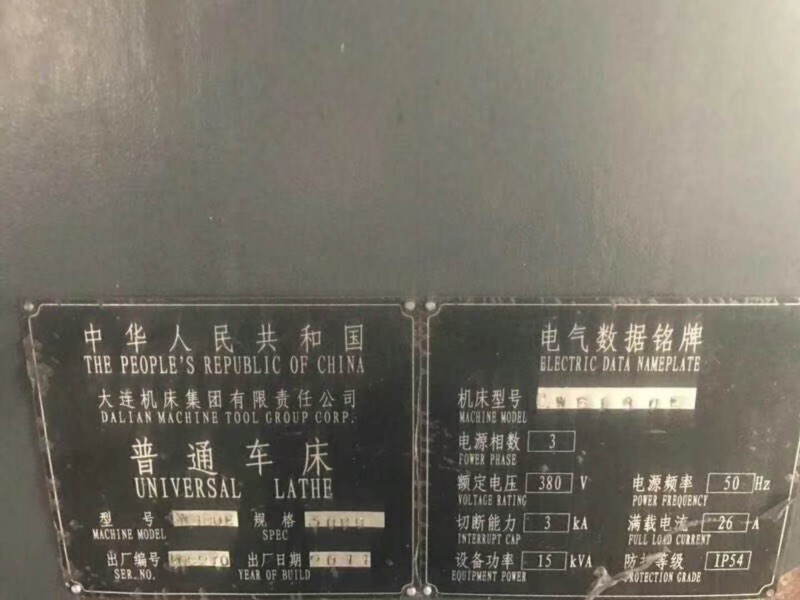 中华人民共和国
THE PEOPLE'S REPUBLIC OF CHINA
大连机床集团有限责任公司
DALIAN MACHINE TOOL GROUP CORP.
普通车床
UNIVERSAL LATHE
型号 规格
MACHINE MODEL SPEC
出厂编号 出厂日期
SER.NO. YEAR OF BUILD
电气数据铭牌
ELECTRIC DATA NAMEPLATE
机床型号
MACHINE MODEL
电源相数 3
POWER PHASE
额定电压 380 V 电源频率 50 Hz
VOLTAGE RATING POWER FREQUENCY
切断能力 3 kA 满载电流 26 A
INTERRUPT CAP FULL LOAD CURRENT
设备功率 15 kVA 防护等级 IP54
EQUIPMENT POWER ROTECTION GRADE